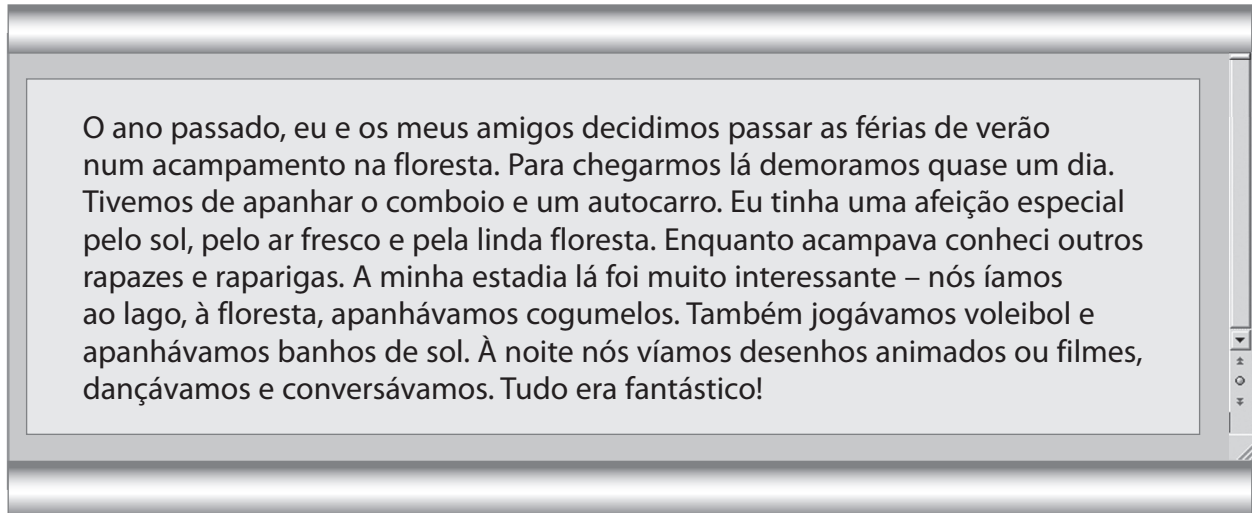 O ano passado, eu e os meus amigos decidimos passar as férias de verão
num acampamento na floresta. Para chegarmos lá demoramos quase um dia.
Tivemos de apanhar o comboio e um autocarro. Eu tinha uma afeição especial
pelo sol, pelo ar fresco e pela linda floresta. Enquanto acampava conheci outros
rapazes e raparigas. A minha estadia lá foi muito interessante – nós íamos
ao lago, à floresta, apanhávamos cogumelos. Também jogávamos voleibol e
apanhávamos banhos de sol. À noite nós víamos desenhos animados ou filmes,
dançávamos e conversávamos. Tudo era fantástico!